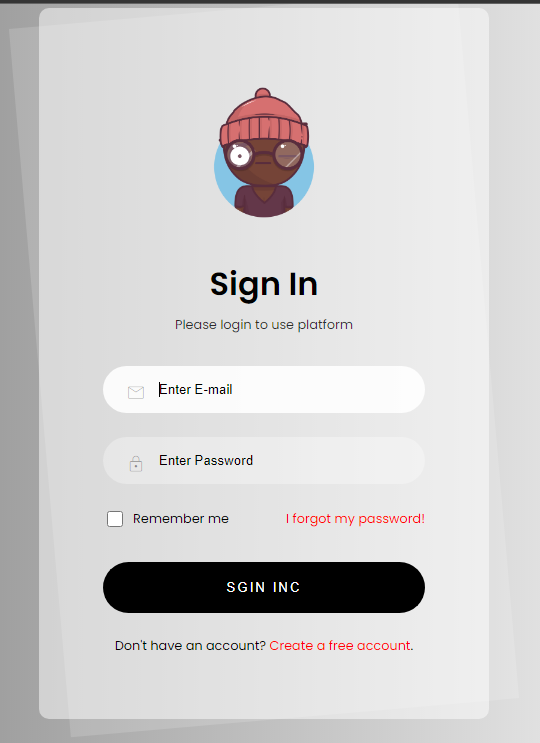 Sign In
Please login to use platform
Enter E-mail
Enter Password
Remember me I forgot my password!
SGIN INC
Don't have an account? Create a free account.